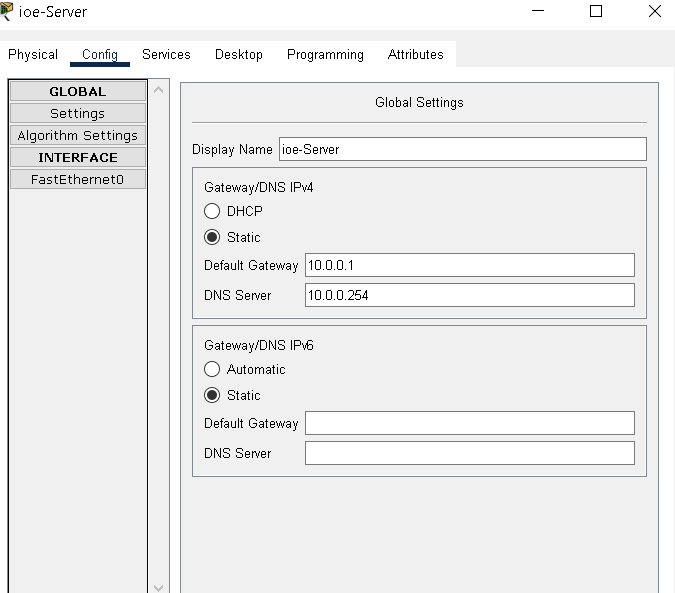 ioe-Server
Physical Config Services Desktop Programming Attributes
GLOBAL
Settings
Algorithm Settings
INTERFACE
FastEthernet0
Global Settings
Display Name ioe-Server
Gateway/DNS IPv4
DHCP
Static
Default Gateway 10.0.0.1
DNS Server 10.0.0.254
Gateway/DNS IPv6
Automatic
Static
Default Gateway
DNS Server